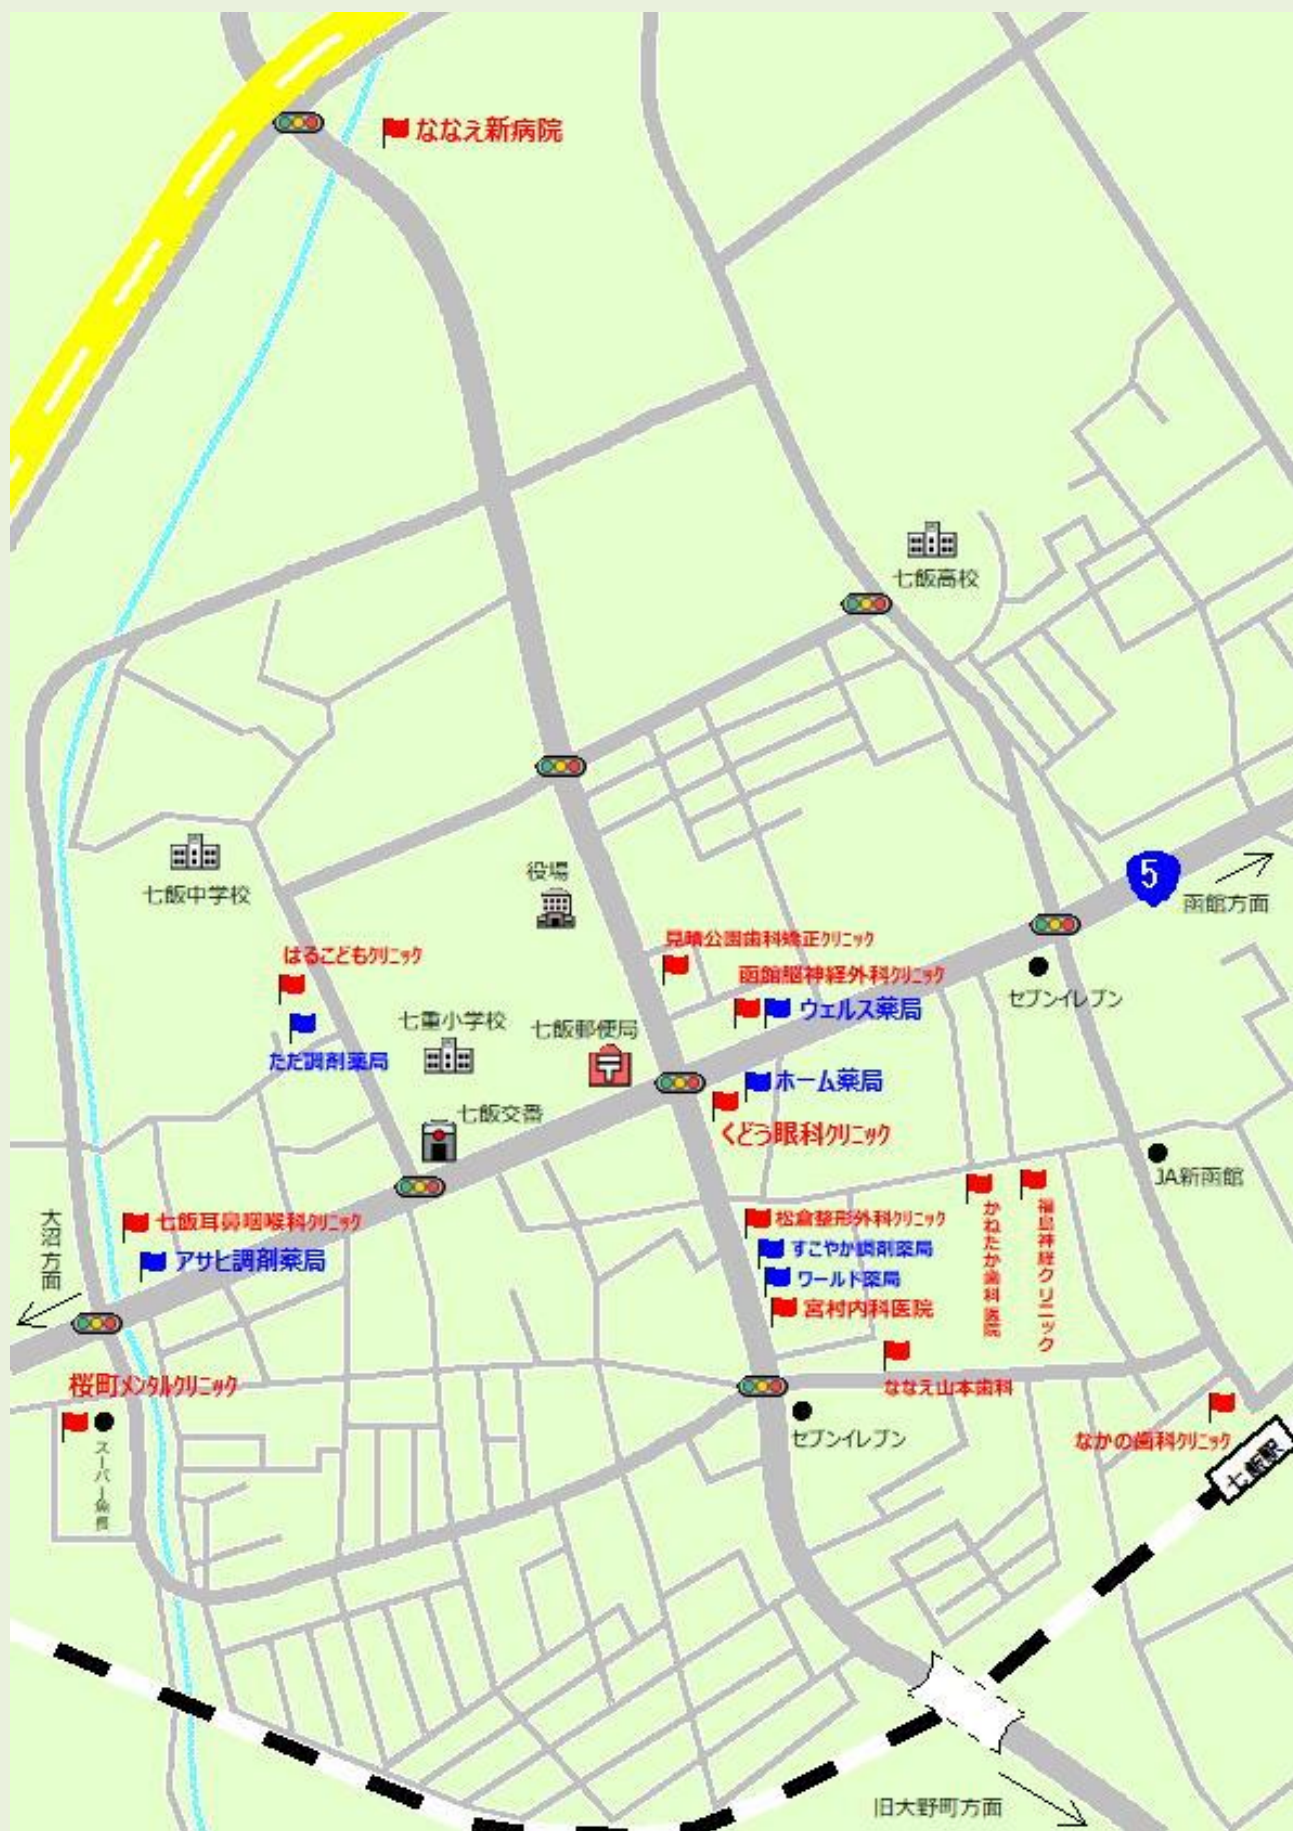 ななえ新病院
七飯高校
役場
5
七飯中学校
函館方面
見晴公園歯科矯正クリニック
はるこどもクリニック
函館脳神経外科クリニック
セブンイレブン
ウェルス薬局
七重小学校
七飯郵便局
ただ調剤薬局
ホーム薬局
七飯交番
くどう眼科クリニック
JA新函館
大沼方面
七飯耳鼻咽喉科クリニック
アサヒ調剤薬局
松倉整形外科クリニック
すこやか調剤薬局
ワールド薬局
宮村内科医院
かねたか歯科医院
福島神経クリニック
桜町メンタルクリニック
ななえ山本歯科
スーパー魚長
セブンイレブン
なかの歯科クリニック
七飯駅
旧大野町方面